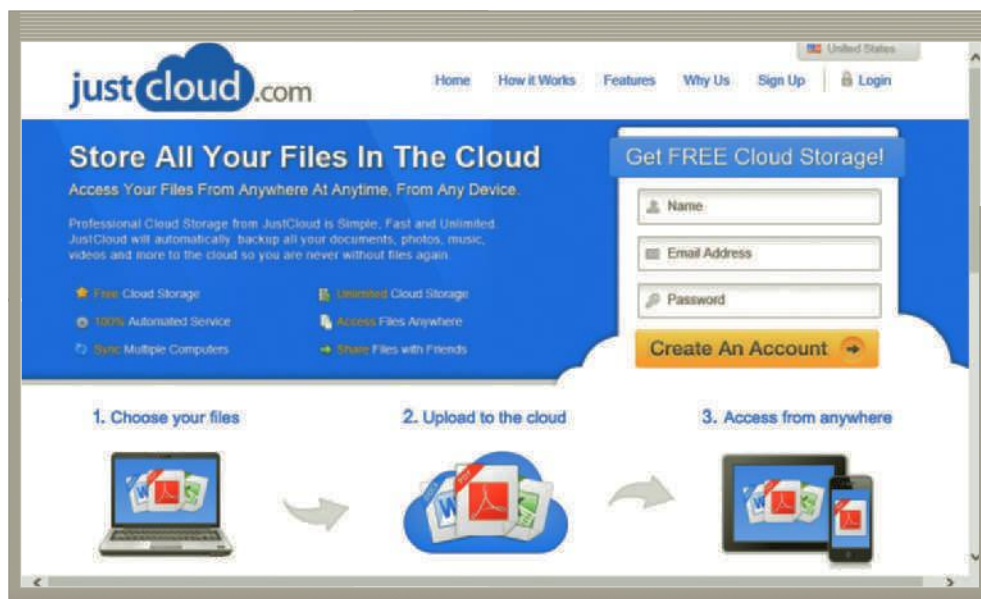 United States
justcloud.com
Home How it Works Features Why Us Sign Up Login
Store All Your Files In The Cloud
Access Your Files From Anywhere At Anytime, From Any Device.
Professional Cloud Storage from JustCloud is Simple, Fast and Unlimited.
JustCloud will automatically backup all your documents, photos, music,
videos and more to the cloud so you are never without files again.
Free Cloud Storage
Unlimited Cloud Storage
100% Automated Service
Access Files Anywhere
Sync Multiple Computers
Share Files with Friends
Get FREE Cloud Storage!
Name
Email Address
Password
Create An Account
1. Choose your files
2. Upload to the cloud
3. Access from anywhere
W
DOCX
PDF
W
W